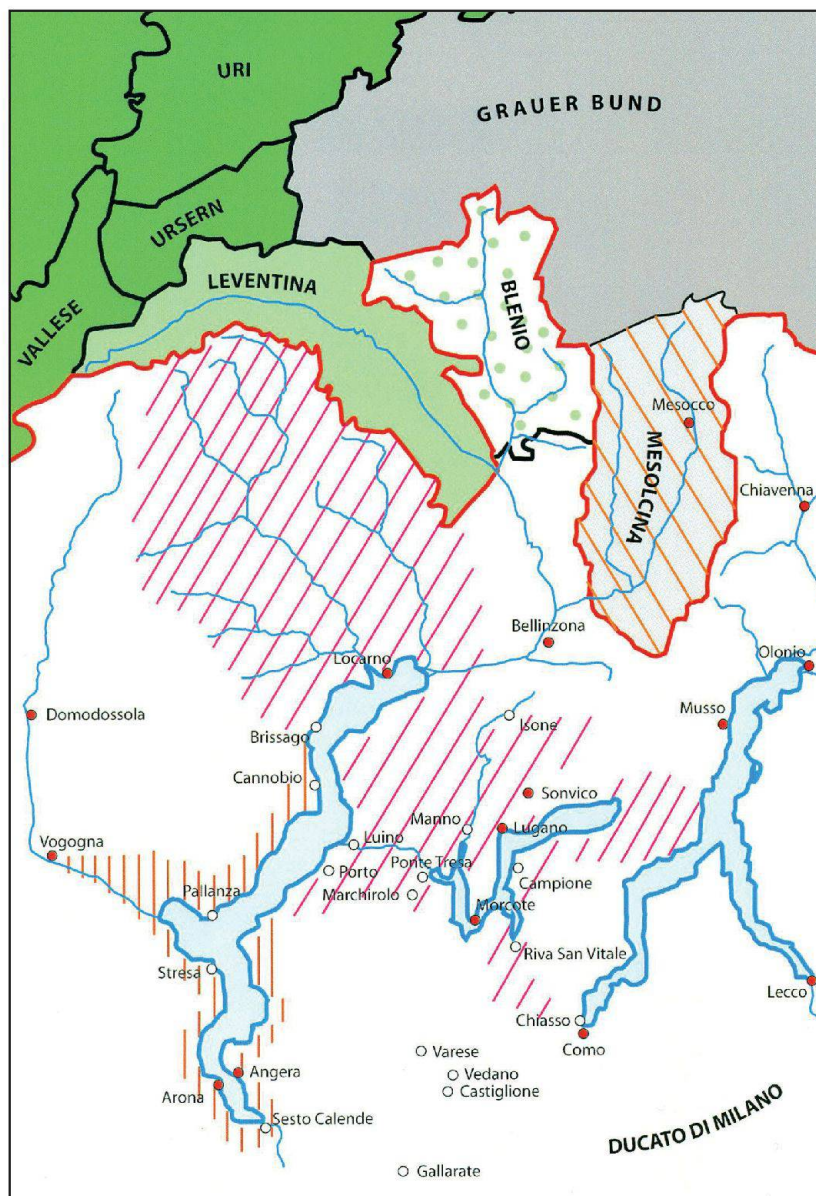 URI
GRAUER BUND
URSERN
LEVENTINA
VALLESE
BLENIO
Mesocco
MESOLCINA
Chiavenna
Bellinzona
Locarno
Olonio
Domodossola
Musso
Brissago
Isone
Cannobio
Sonvico
Manno
Lugano
Luino
Vogogna
Porto
Ponte Tresa
Campione
Marchirolo
Pallanza
Morcote
Riva San Vitale
Stresa
Lecco
Chiasso
Como
Varese
Angera
Vedano
Arona
Castiglione
Sesto Calende
DUCATO DI MILANO
Gallarate